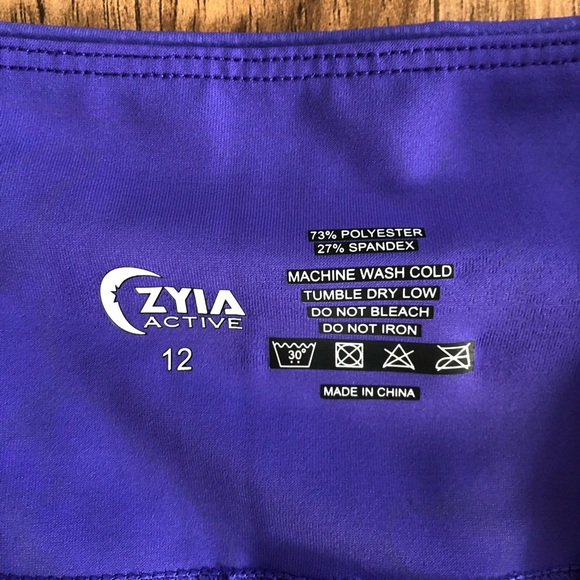 73% POLYESTER
27% SPANDEX
MACHINE WASH COLD
TUMBLE DRY LOW
DO NOT BLEACH
DO NOT IRON
30°
MADE IN CHINA
ZYIA
ACTIVE
12